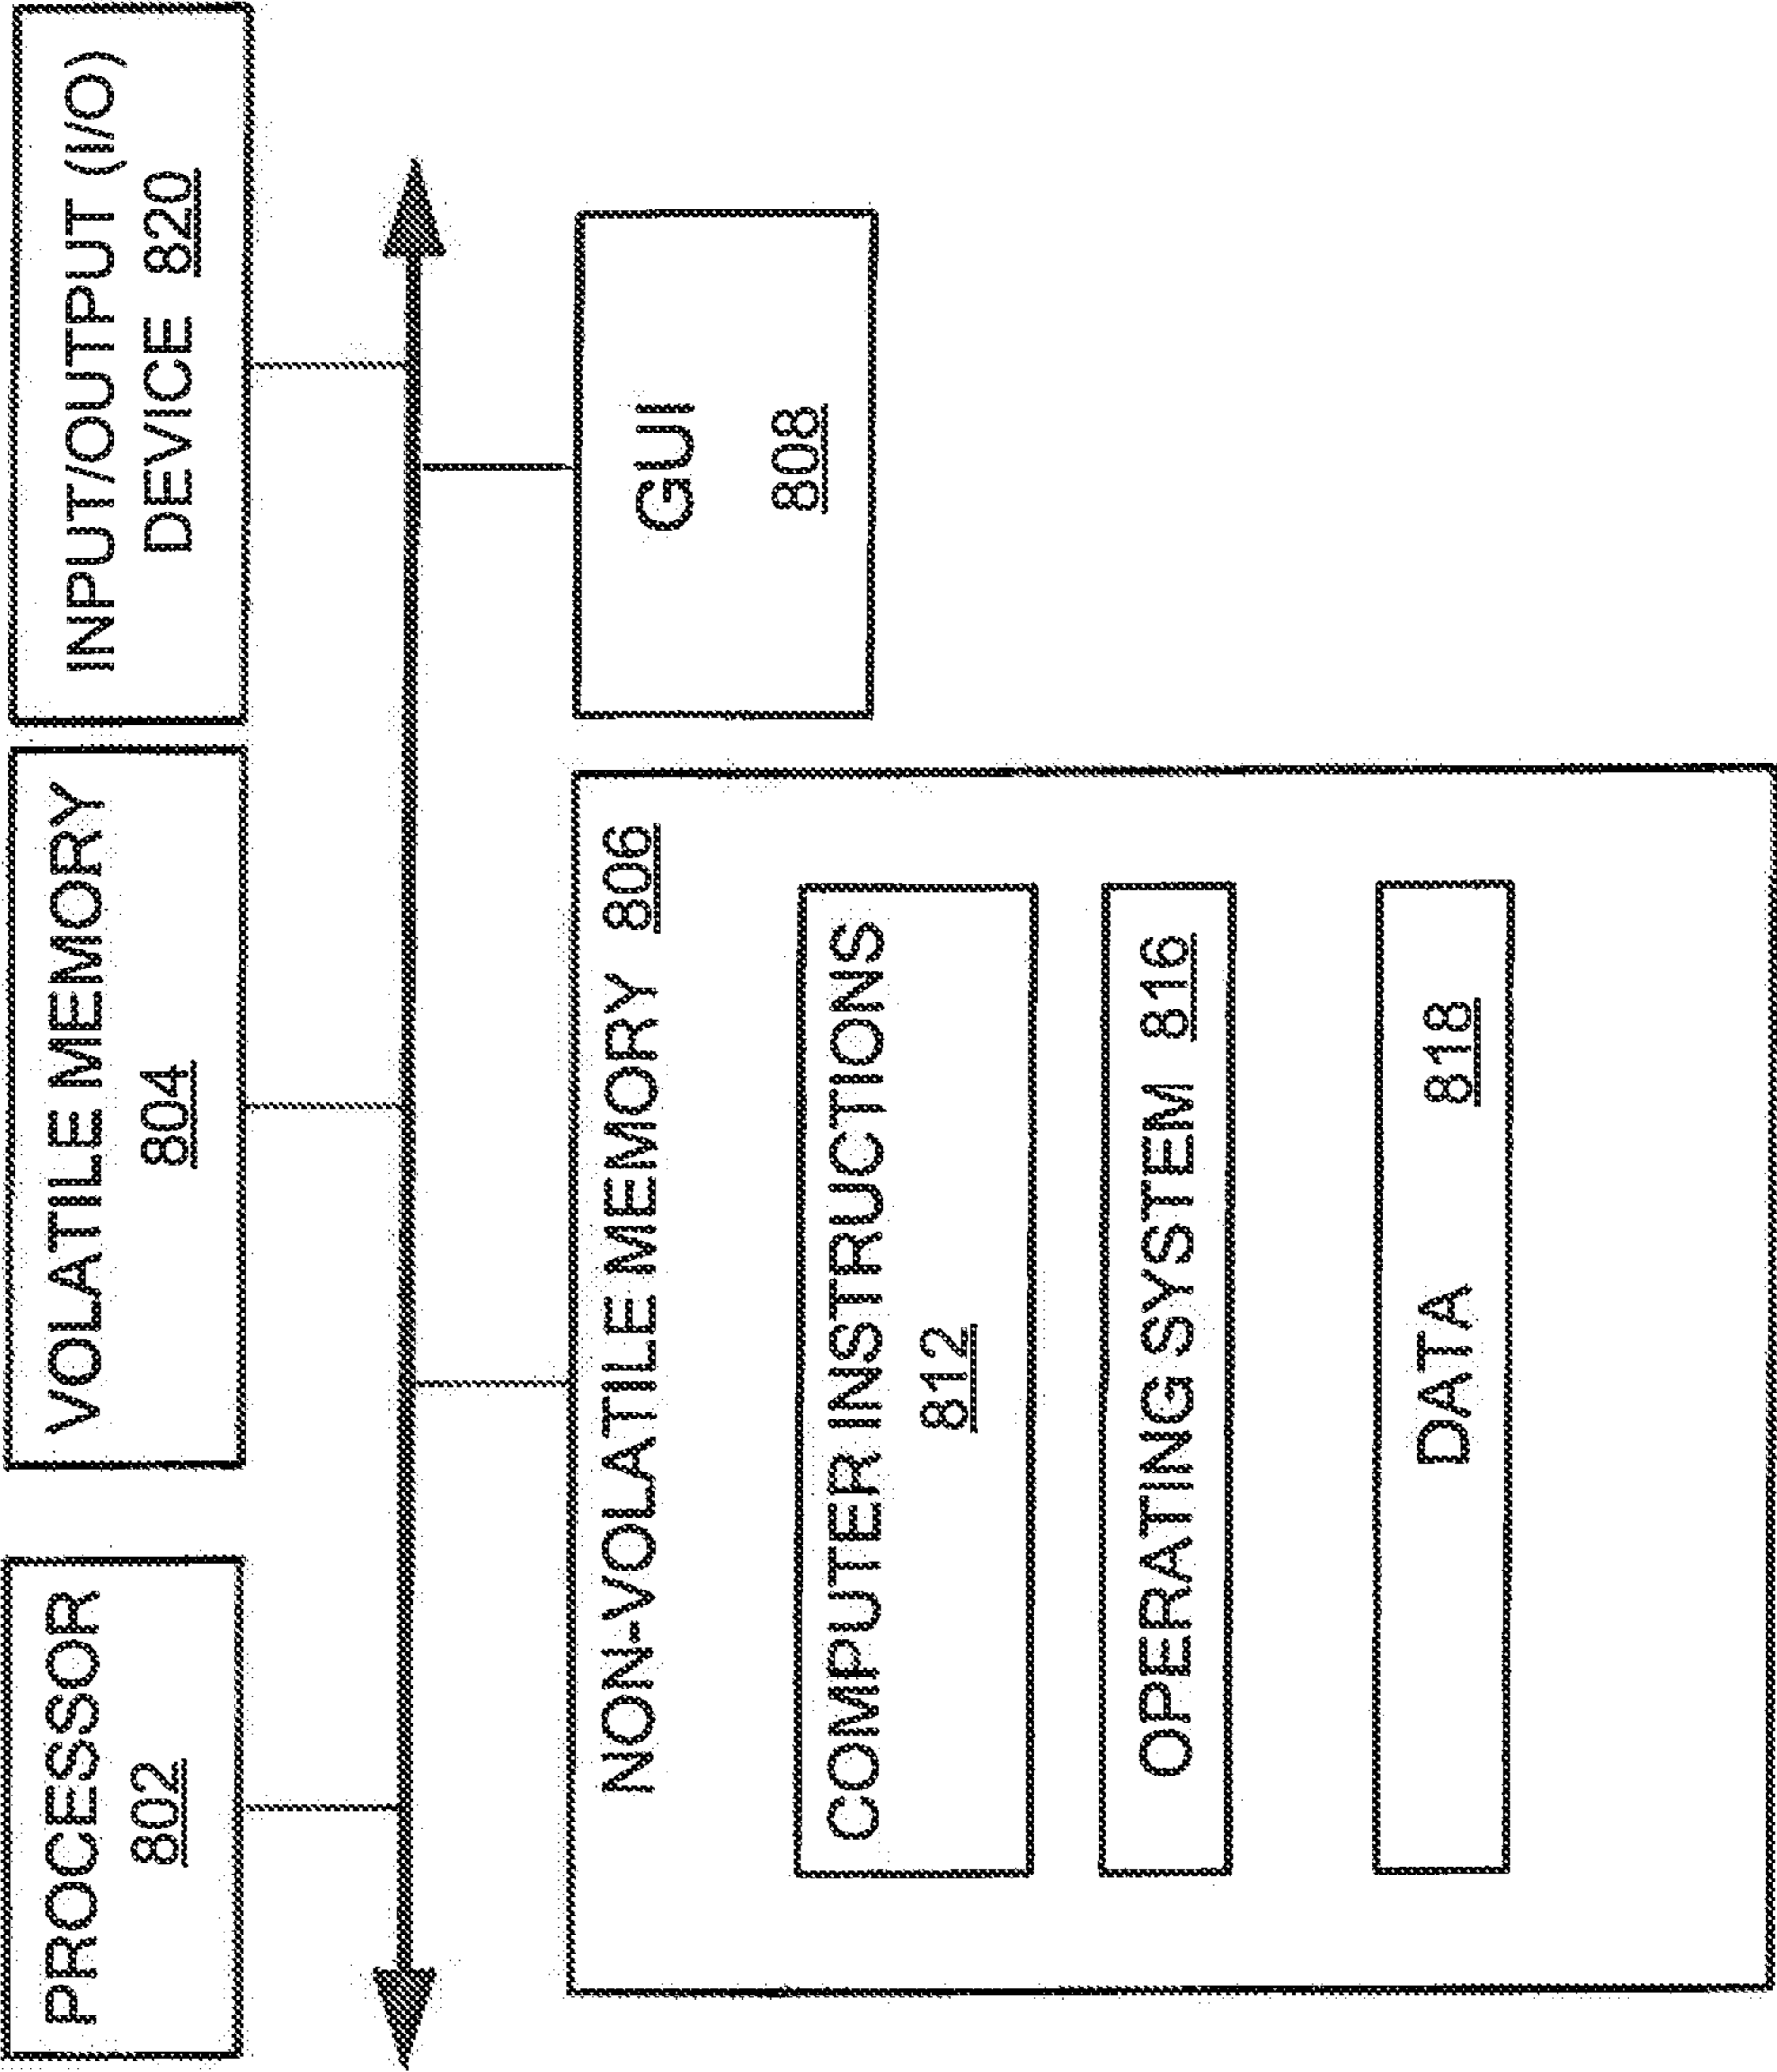 PROCESSOR
802
VOLATILE MEMORY
804
INPUT/OUTPUT (I/O)
DEVICE 820
NON-VOLATILE MEMORY 806
COMPUTER INSTRUCTIONS
812
OPERATING SYSTEM 816
DATA 818
GUI
808